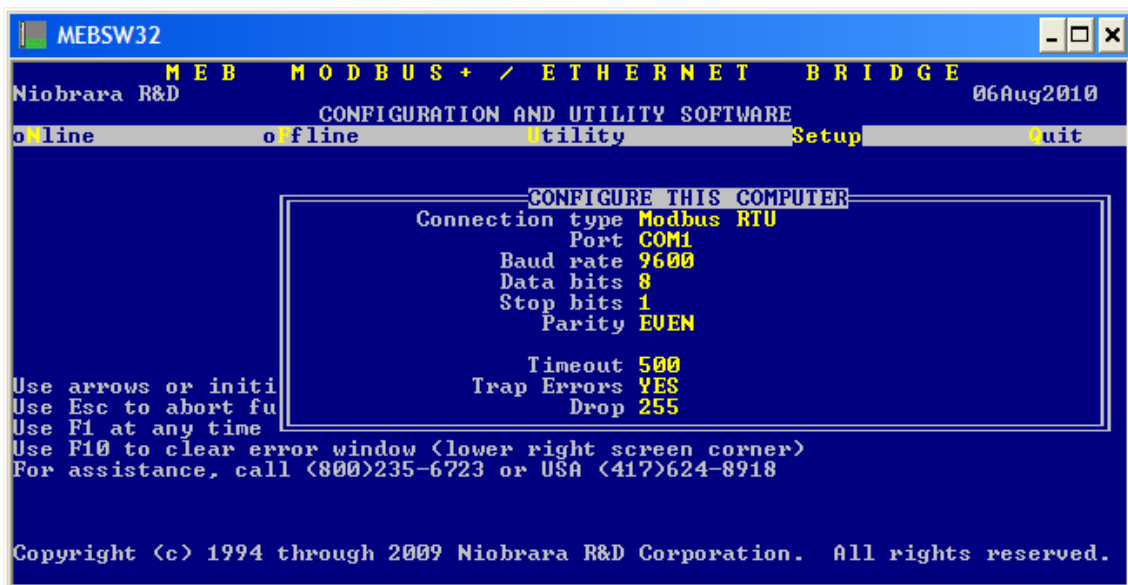 MEBSW32
M E B M O D B U S + / E T H E R N E T B R I D G E
Niobrara R&D 06Aug2010
CONFIGURATION AND UTILITY SOFTWARE
oNline oFfline Utility Setup Quit
CONFIGURE THIS COMPUTER
Connection type Modbus RTU
Port COM1
Baud rate 9600
Data bits 8
Stop bits 1
Parity EVEN
Timeout 500
Use arrows or initi Trap Errors YES
Use Esc to abort fu Drop 255
Use F1 at any time
Use F10 to clear error window (lower right screen corner)
For assistance, call (800)235-6723 or USA (417)624-8918
Copyright (c) 1994 through 2009 Niobrara R&D Corporation. All rights reserved.